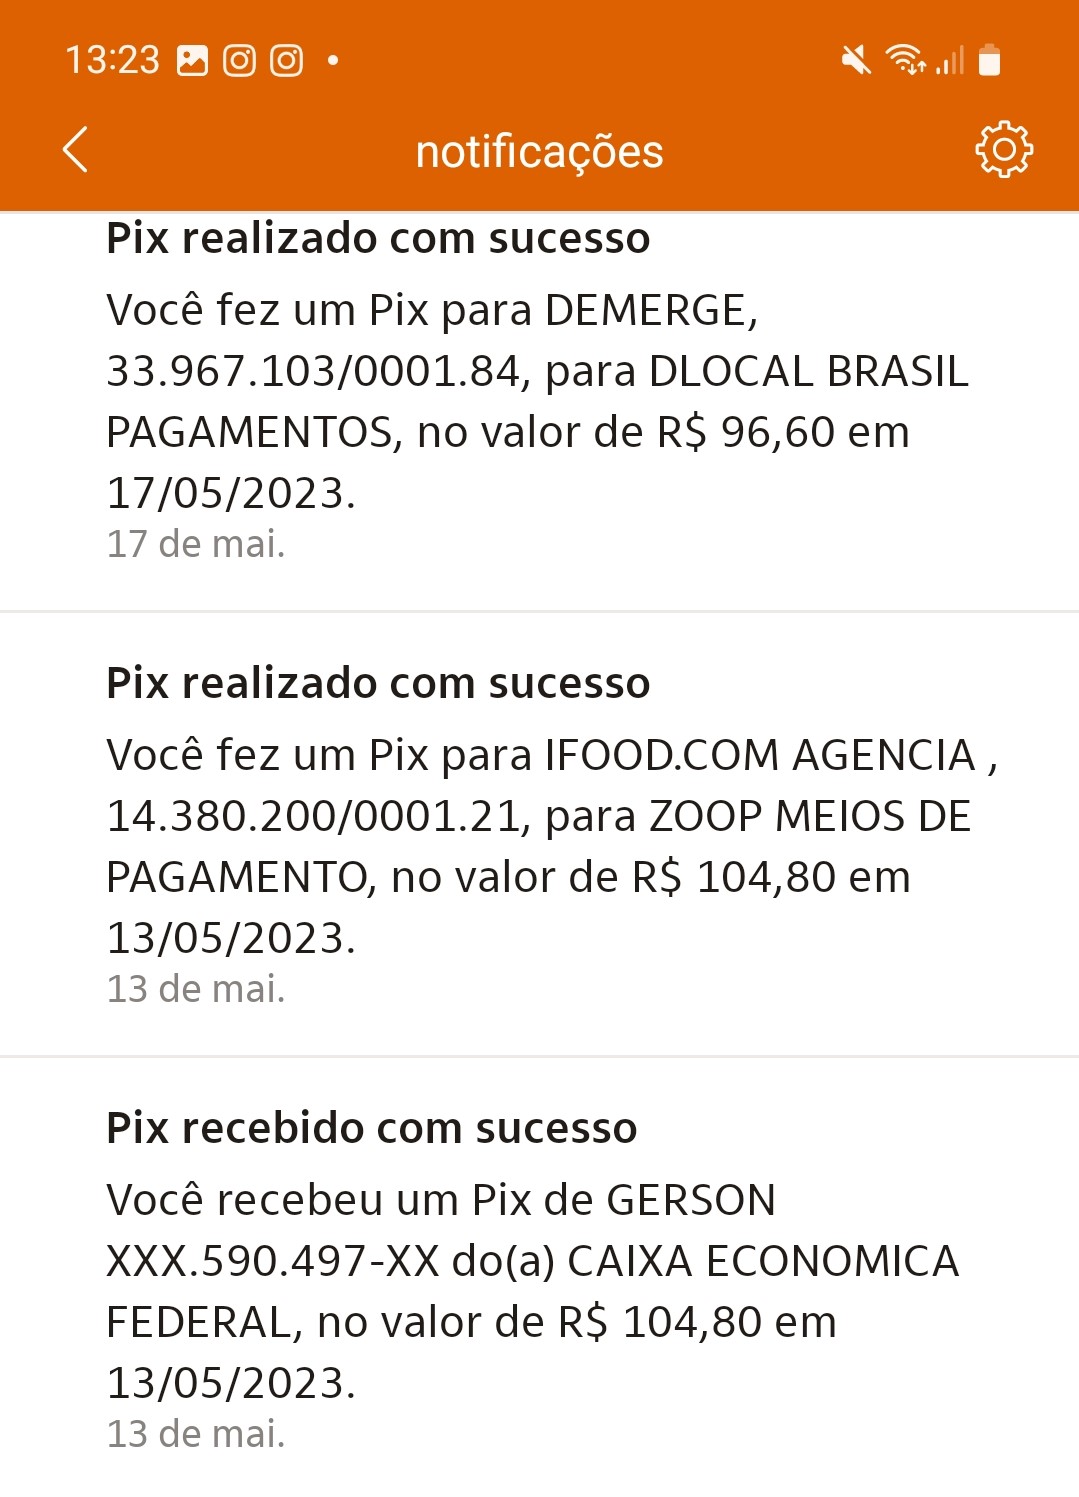 13:23
notificações
Pix realizado com sucesso
Você fez um Pix para DEMERGE,
33.967.103/0001.84, para DLOCAL BRASIL
PAGAMENTOS, no valor de R$ 96,60 em
17/05/2023.
17 de mai.
Pix realizado com sucesso
Você fez um Pix para IFOOD.COM AGENCIA ,
14.380.200/0001.21, para ZOOP MEIOS DE
PAGAMENTO, no valor de R$ 104,80 em
13/05/2023.
13 de mai.
Pix recebido com sucesso
Você recebeu um Pix de GERSON
XXX.590.497-XX do(a) CAIXA ECONOMICA
FEDERAL, no valor de R$ 104,80 em
13/05/2023.
13 de mai.